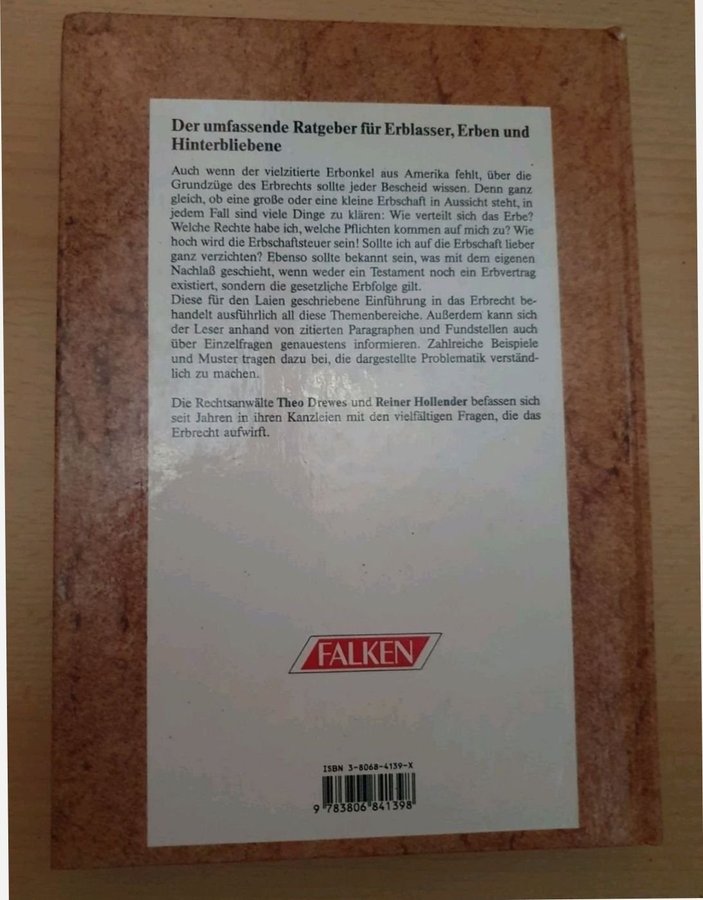 Der umfassende Ratgeber für Erblasser, Erben und
Hinterbliebene
Auch wenn der vielzitierte Erbonkel aus Amerika fehlt, über die
Grundzüge des Erbrechts sollte jeder Bescheid wissen. Denn ganz
gleich, ob eine große oder eine kleine Erbschaft in Aussicht steht, in
jedem Fall sind viele Dinge zu klären: Wie verteilt sich das Erbe?
Welche Rechte habe ich, welche Pflichten kommen auf mich zu? Wie
hoch wird die Erbschaftsteuer sein! Sollte ich auf die Erbschaft lieber
ganz verzichten? Ebenso sollte bekannt sein, was mit dem eigenen
Nachlaß geschieht, wenn weder ein Testament noch ein Erbvertrag
existiert, sondern die gesetzliche Erbfolge gilt.
Diese für den Laien geschriebene Einführung in das Erbrecht be-
handelt ausführlich all diese Themenbereiche. Außerdem kann sich
der Leser anhand von zitierten Paragraphen und Fundstellen auch
über Einzelfragen genauestens informieren. Zahlreiche Beispiele
und Muster tragen dazu bei, die dargestellte Problematik verständ-
lich zu machen.
Die Rechtsanwälte Theo Drewes und Reiner Hollender befassen sich
seit Jahren in ihren Kanzleien mit den vielfältigen Fragen, die das
Erbrecht aufwirft.
FALKEN
ISBN 3-8068-4139-X
9 783806 841398